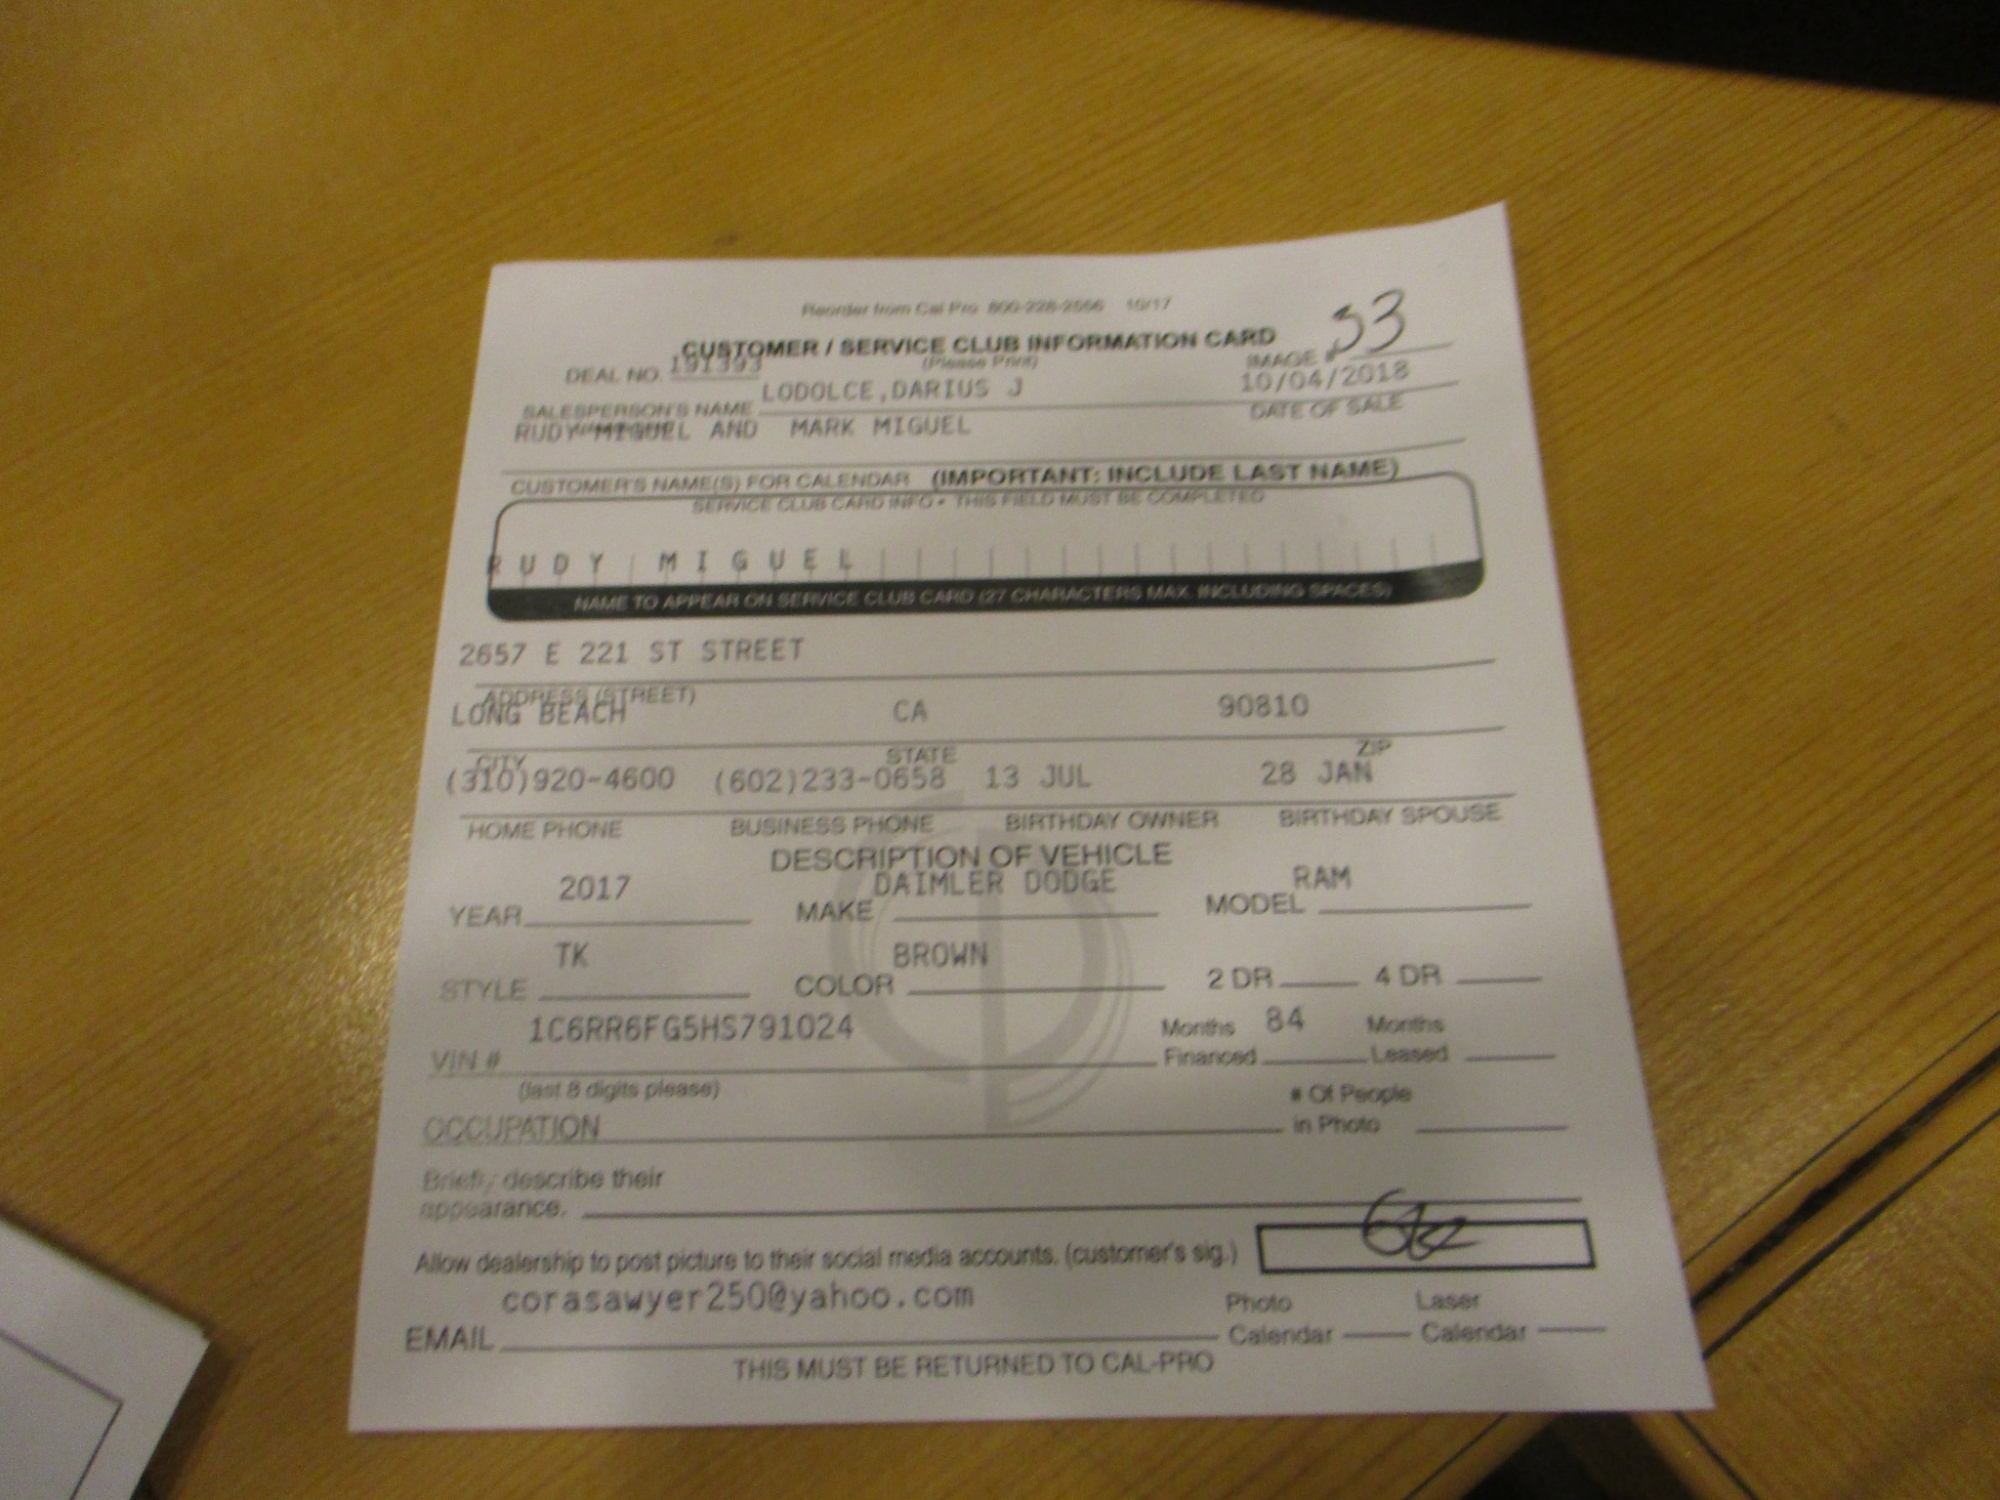 Reorder from Cal Pro 800-228-2556 10/17
CUSTOMER / SERVICE CLUB INFORMATION CARD
(Please Print)
DEAL NO. 191393 IMAGE # 33
LODOLCE,DARIUS J 10/04/2018
SALESPERSON'S NAME DATE OF SALE
RUDY MIGUEL AND MARK MIGUEL
CUSTOMER'S NAME(S) FOR CALENDAR (IMPORTANT: INCLUDE LAST NAME)
SERVICE CLUB CARD INFO • THIS FIELD MUST BE COMPLETED
RUDY MIGUEL
NAME TO APPEAR ON SERVICE CLUB CARD (27 CHARACTERS MAX. INCLUDING SPACES)
2657 E 221 ST STREET
ADDRESS (STREET)
LONG BEACH CA 90810
CITY STATE ZIP
(310)920-4600 (602)233-0658 13 JUL 28 JAN
HOME PHONE BUSINESS PHONE BIRTHDAY OWNER BIRTHDAY SPOUSE
DESCRIPTION OF VEHICLE
2017 DAIMLER DODGE RAM
YEAR MAKE MODEL
TK BROWN
STYLE COLOR 2 DR 4 DR
1C6RR6FG5HS791024 Months 84 Months
VIN # Financed Leased
(last 8 digits please) # Of People
OCCUPATION in Photo
Briefly describe their
appearance.
Allow dealership to post picture to their social media accounts. (customer's sig.)
corasawyer250@yahoo.com Photo Laser
EMAIL Calendar Calendar
THIS MUST BE RETURNED TO CAL-PRO